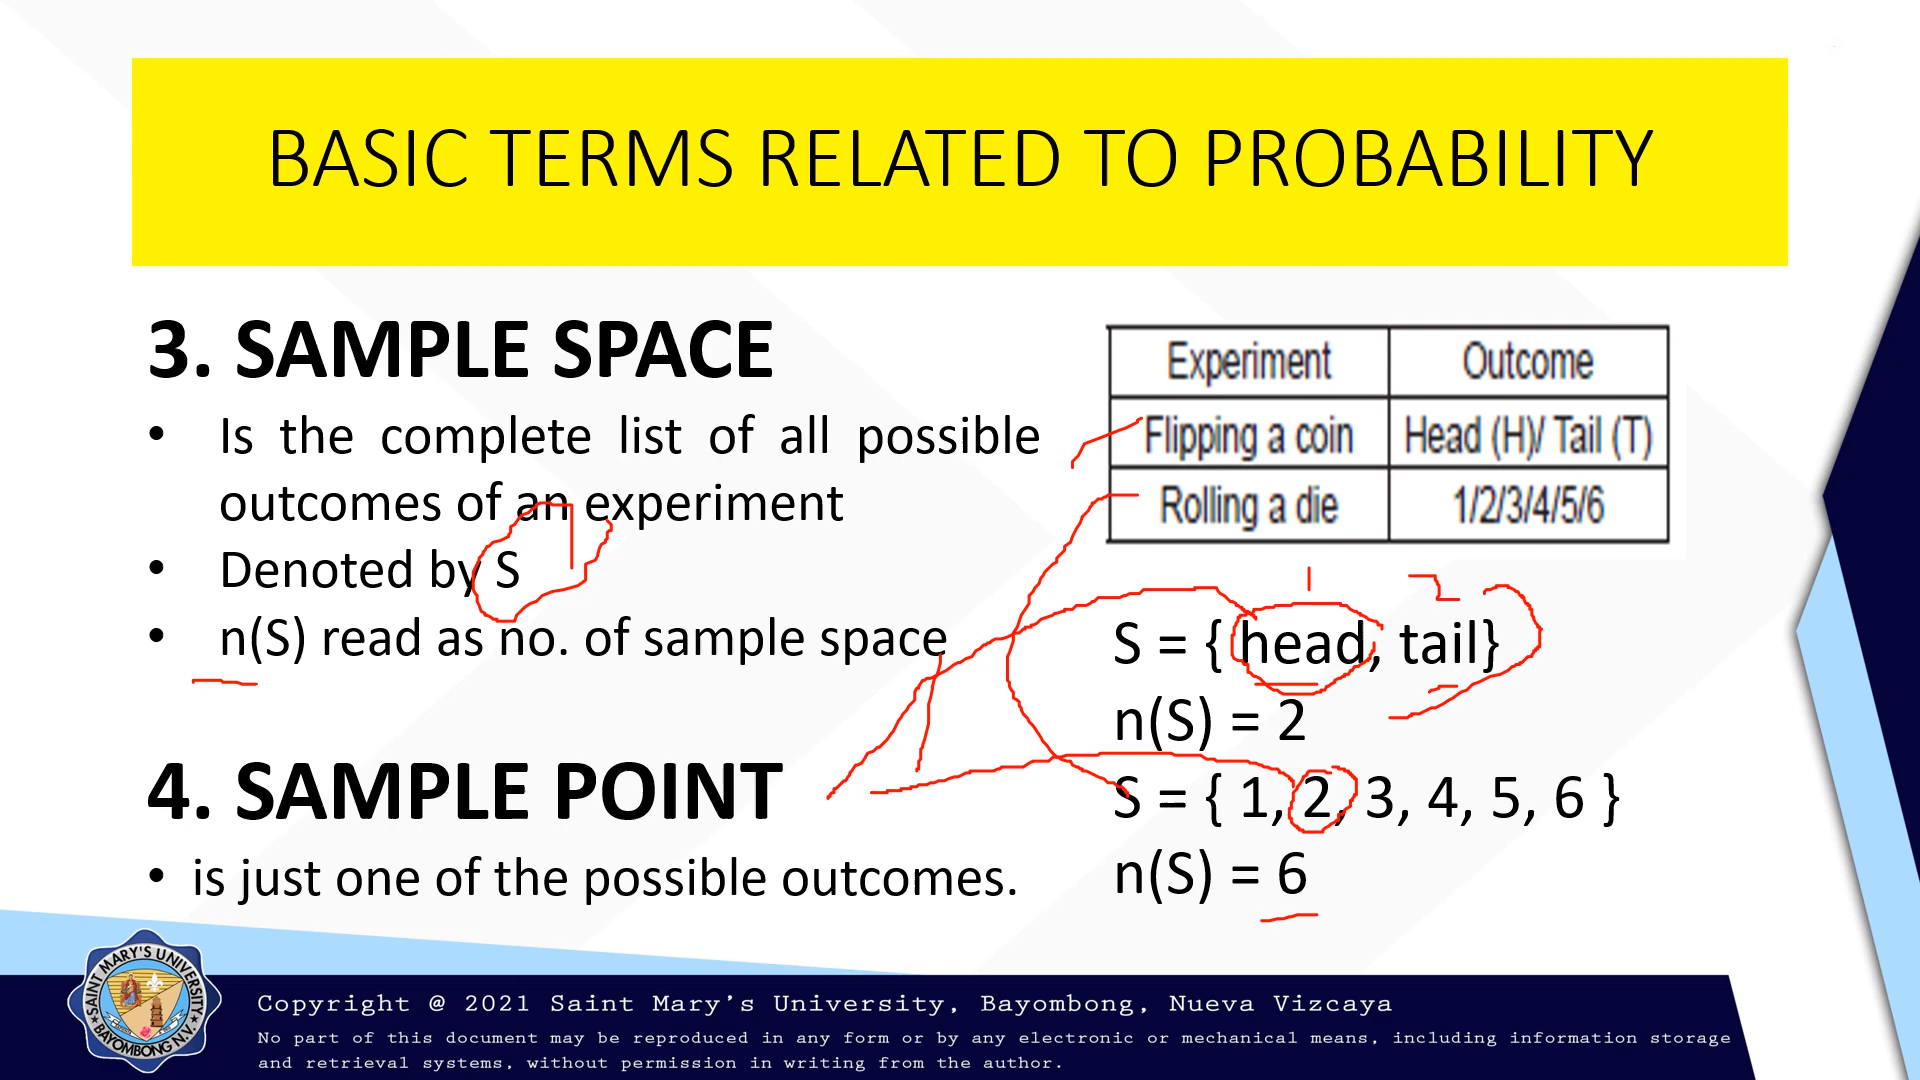 BASIC TERMS RELATED TO PROBABILITY
3. SAMPLE SPACE
• Is the complete list of all possible
outcomes of an experiment
• Denoted by S
• n(S) read as no. of sample space
4. SAMPLE POINT
• is just one of the possible outcomes.
Experiment Outcome
Flipping a coin Head (H)/ Tail (T)
Rolling a die 1/2/3/4/5/6
1 2
S = { head, tail}
n(S) = 2
S = { 1, 2, 3, 4, 5, 6 }
n(S) = 6
SAINT MARY'S UNIVERSITY
BAYOMBONG N.V.
Copyright @ 2021 Saint Mary’s University, Bayombong, Nueva Vizcaya
No part of this document may be reproduced in any form or by any electronic or mechanical means, including information storage
and retrieval systems, without permission in writing from the author.